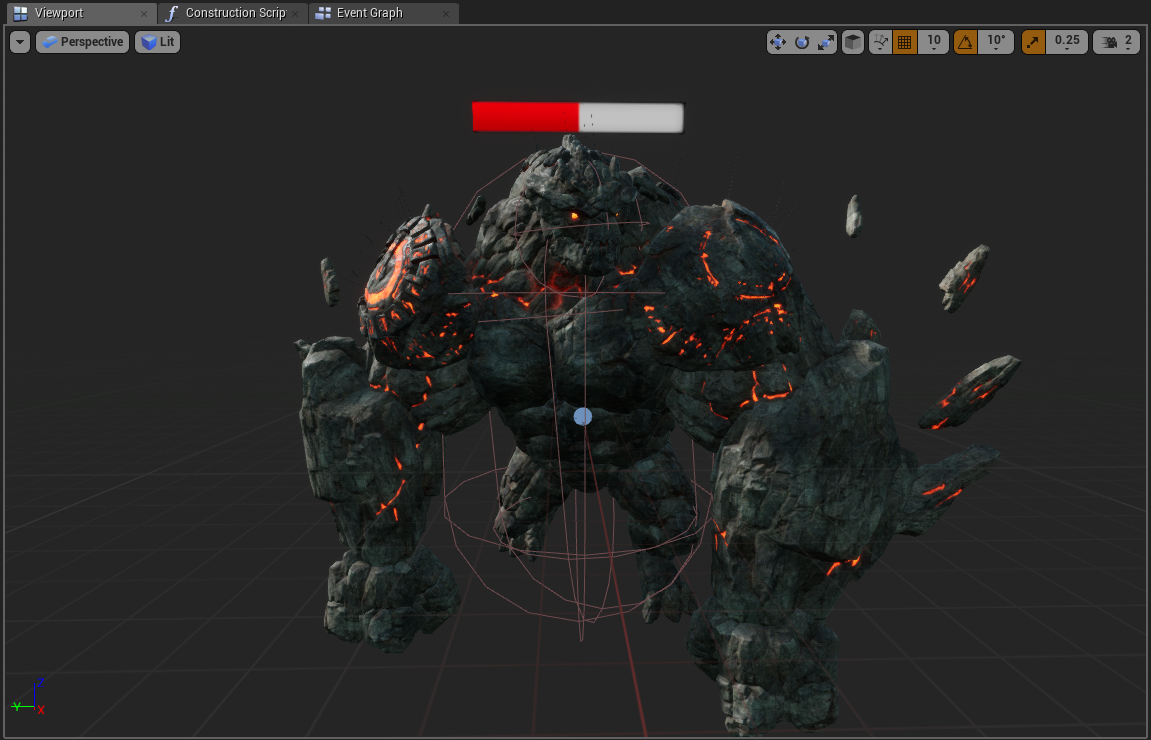 Viewport Construction Scrip Event Graph
Perspective Lit 10 10° 0.25 2
Z
Y X